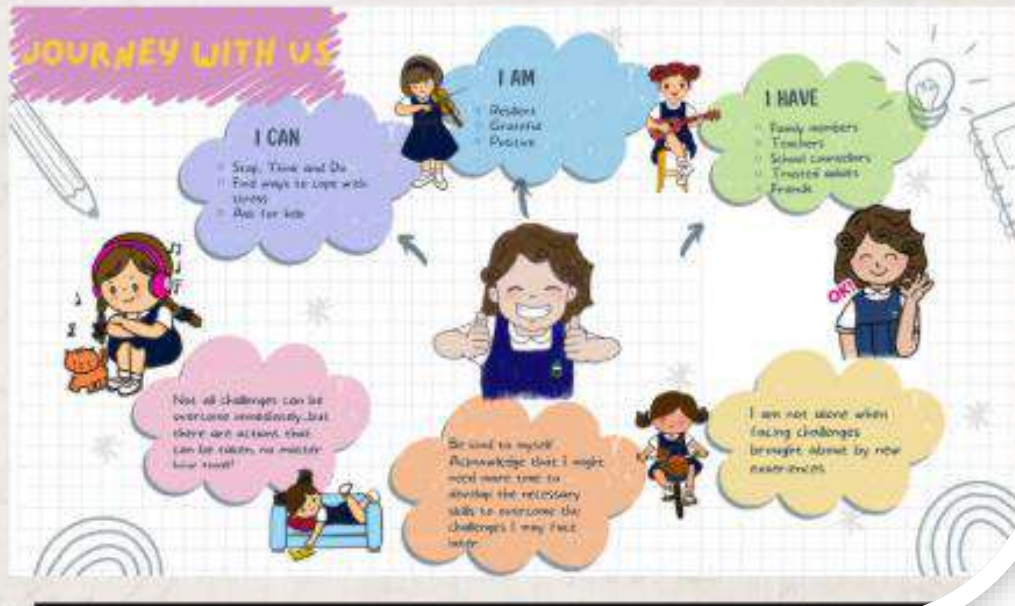 JOURNEY WITH US
I CAN
Stop, Think and Do
Find ways to cope with
stress
Ask for help
I AM
Resilient
Grateful
Positive
I HAVE
Family members
Teachers
School counsellors
Trusted adults
Friends
OK!
Not all challenges can be
overcome immediately...but
there are actions that
can be taken, no matter
how small!
Be kind to myself.
Acknowledge that I might
need more time to
develop the necessary
skills to overcome the
challenges I may face
later.
I am not alone when
facing challenges
brought about by new
experiences.